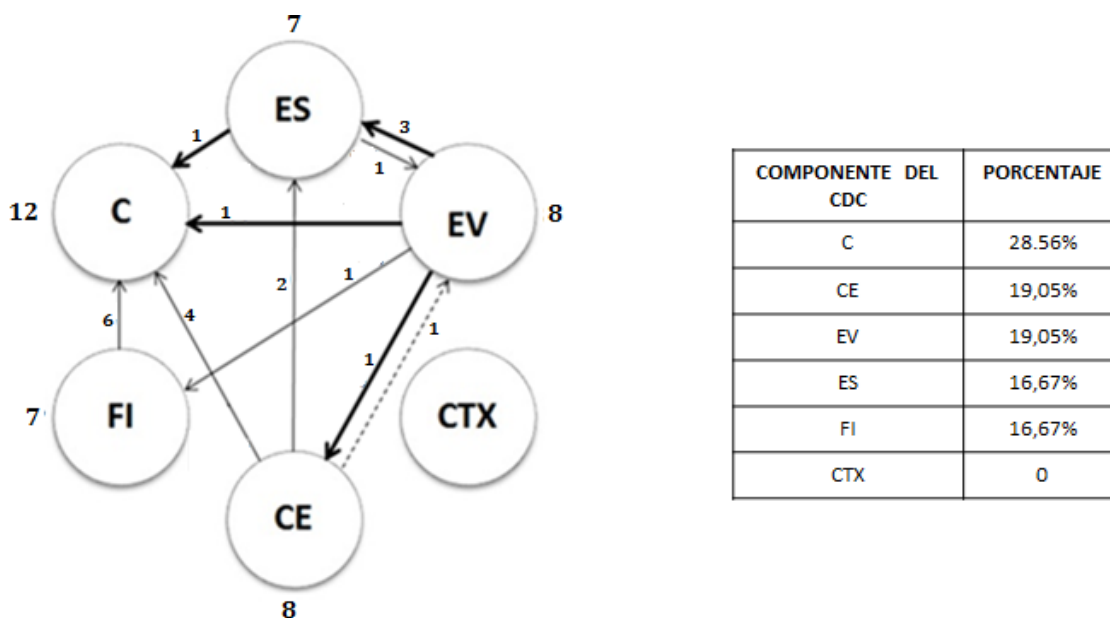 7
ES
1
3
1
C
12
1
EV
8
1
2
6
4
1
1
FI
7
CTX
CE
8
COMPONENTE DEL PORCENTAJE
CDC
C 28.56%
CE 19,05%
EV 19,05%
ES 16,67%
FI 16,67%
CTX 0